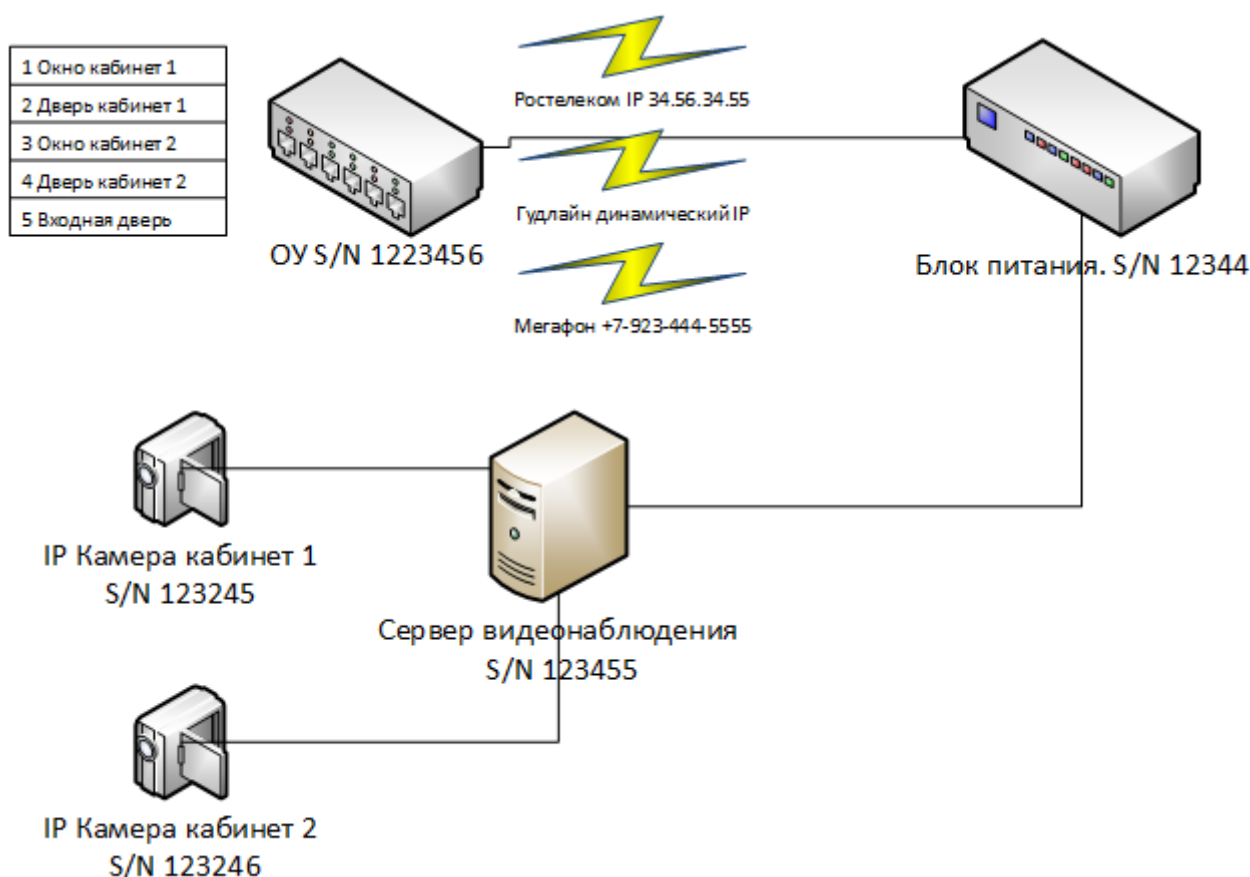 1 Окно кабинет 1
2 Дверь кабинет 1
3 Окно кабинет 2
4 Дверь кабинет 2
5 Входная дверь
ОУ S/N 1223456
Ростелеком IP 34.56.34.55
Гудлайн динамический IP
Мегафон +7-923-444-5555
Блок питания. S/N 12344
IP Камера кабинет 1
S/N 123245
Сервер видеонаблюдения
S/N 123455
IP Камера кабинет 2
S/N 123246